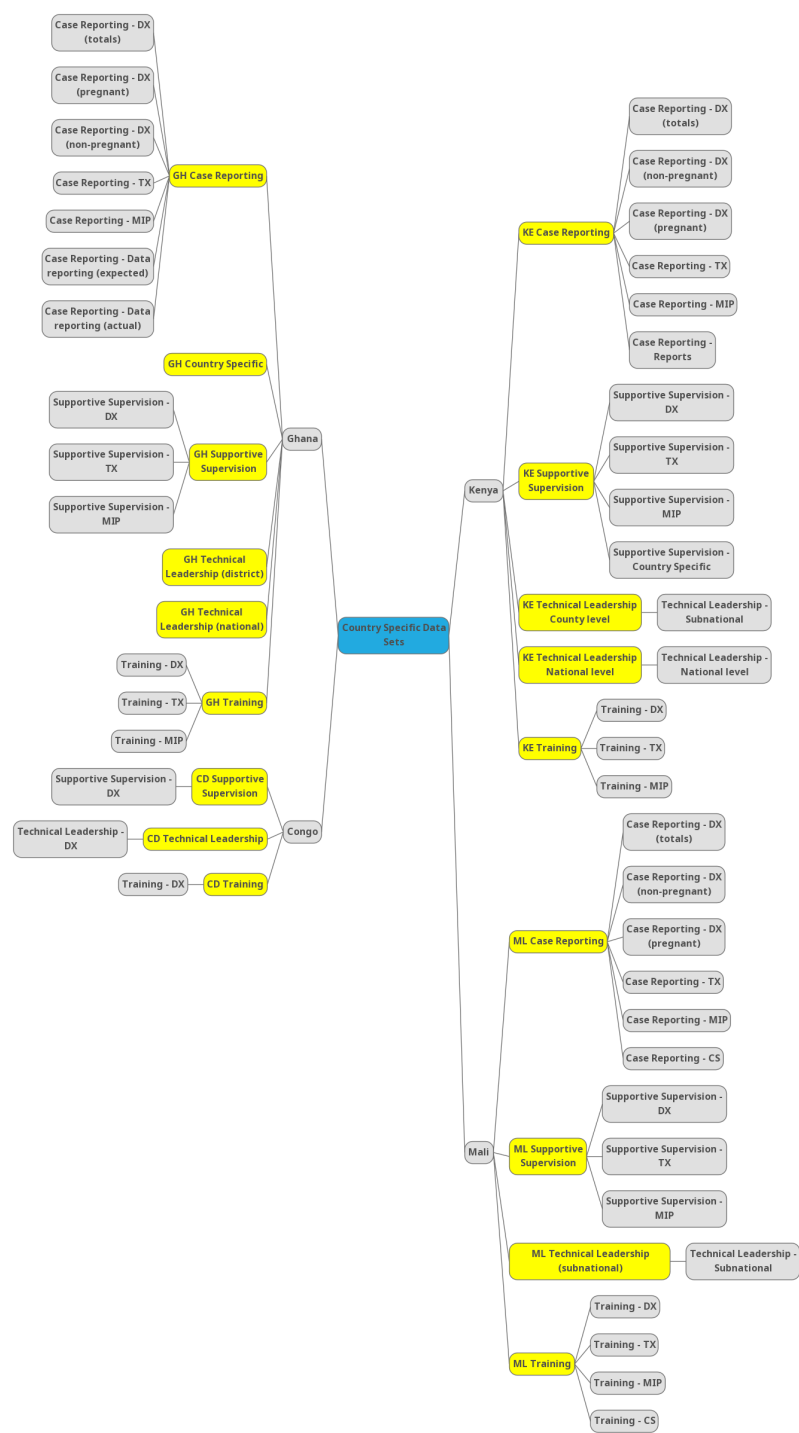 Country Specific Data
Sets
Ghana
GH Case Reporting
Case Reporting - DX
(totals)
Case Reporting - DX
(pregnant)
Case Reporting - DX
(non-pregnant)
Case Reporting - TX
Case Reporting - MIP
Case Reporting - Data
reporting (expected)
Case Reporting - Data
reporting (actual)
GH Country Specific
GH Supportive
Supervision
Supportive Supervision -
DX
Supportive Supervision -
TX
Supportive Supervision -
MIP
GH Technical
Leadership (district)
GH Technical
Leadership (national)
GH Training
Training - DX
Training - TX
Training - MIP
Congo
CD Supportive
Supervision
Supportive Supervision -
DX
CD Technical Leadership
Technical Leadership -
DX
CD Training
Training - DX
Kenya
KE Case Reporting
Case Reporting - DX
(totals)
Case Reporting - DX
(non-pregnant)
Case Reporting - DX
(pregnant)
Case Reporting - TX
Case Reporting - MIP
Case Reporting -
Reports
KE Supportive
Supervision
Supportive Supervision -
DX
Supportive Supervision -
TX
Supportive Supervision -
MIP
Supportive Supervision -
Country Specific
KE Technical Leadership
County level
Technical Leadership -
Subnational
KE Technical Leadership
National level
Technical Leadership -
National level
KE Training
Training - DX
Training - TX
Training - MIP
Mali
ML Case Reporting
Case Reporting - DX
(totals)
Case Reporting - DX
(non-pregnant)
Case Reporting - DX
(pregnant)
Case Reporting - TX
Case Reporting - MIP
Case Reporting - CS
ML Supportive
Supervision
Supportive Supervision -
DX
Supportive Supervision -
TX
Supportive Supervision -
MIP
ML Technical Leadership
(subnational)
Technical Leadership -
Subnational
ML Training
Training - DX
Training - TX
Training - MIP
Training - CS